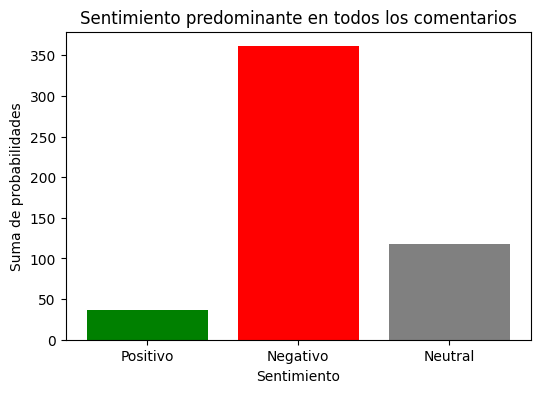 Sentimiento predominante en todos los comentarios
Suma de probabilidades
350
300
250
200
150
100
50
0
Positivo
Negativo
Neutral
Sentimiento